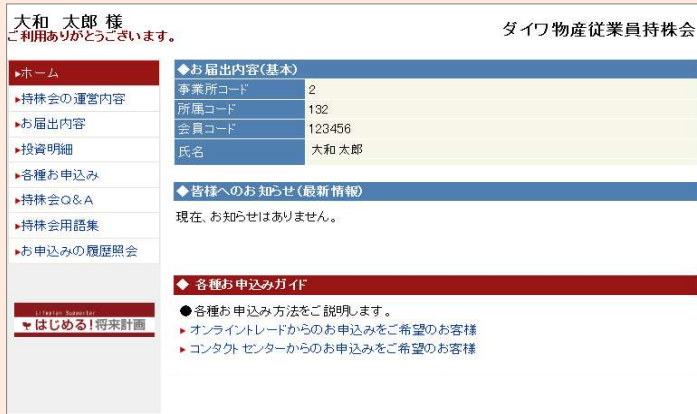 大和 太郎 様
ご利用ありがとうございます。
ダイワ物産従業員持株会
▸ホーム
▸持株会の運営内容
▸お届出内容
▸投資明細
▸各種お申込み
▸持株会Q&A
▸持株会用語集
▸お申込みの履歴照会
Lifeplan Supporter
はじめる!将来計画
◆お届出内容(基本)
事業所コード 2
所属コード 132
会員コード 123456
氏名 大和 太郎
◆皆様へのお知らせ(最新情報)
現在、お知らせはありません。
◆ 各種お申込みガイド
●各種お申込み方法をご説明します。
▸オンライントレードからのお申込みをご希望のお客様
▸コンタクトセンターからのお申込みをご希望のお客様